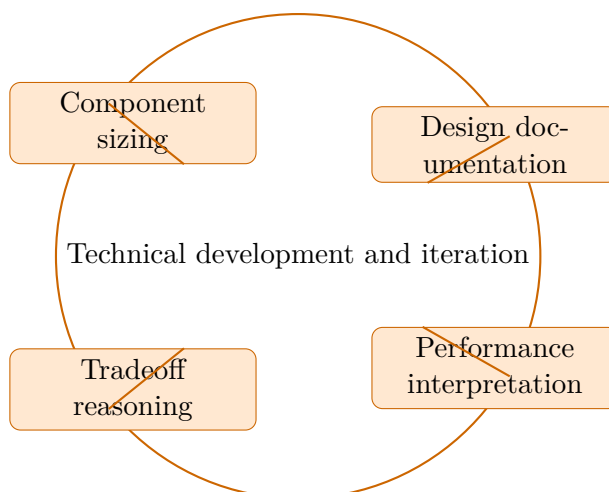 Component
sizing
Design doc-
umentation
Technical development and iteration
Tradeoff
reasoning
Performance
interpretation